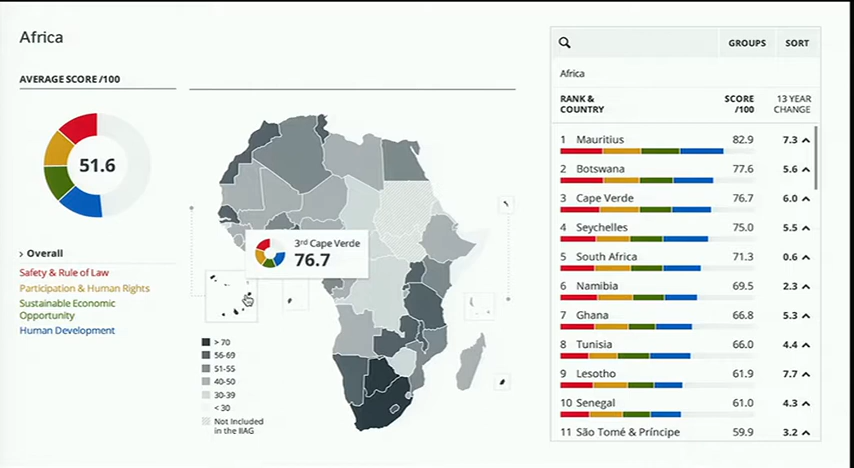 Africa
AVERAGE SCORE /100
51.6
› Overall
Safety & Rule of Law
Participation & Human Rights
Sustainable Economic
Opportunity
Human Development
3rd Cape Verde
76.7
> 70
56-69
51-55
40-50
30-39
< 30
Not Included
in the IIAG
GROUPS
SORT
Africa
RANK & COUNTRY SCORE /100 13 YEAR CHANGE
1 Mauritius 82.9 7.3
2 Botswana 77.6 5.6
3 Cape Verde 76.7 6.0
4 Seychelles 75.0 5.5
5 South Africa 71.3 0.6
6 Namibia 69.5 2.3
7 Ghana 66.8 5.3
8 Tunisia 66.0 4.4
9 Lesotho 61.9 7.7
10 Senegal 61.0 4.3
11 São Tomé & Príncipe 59.9 3.2